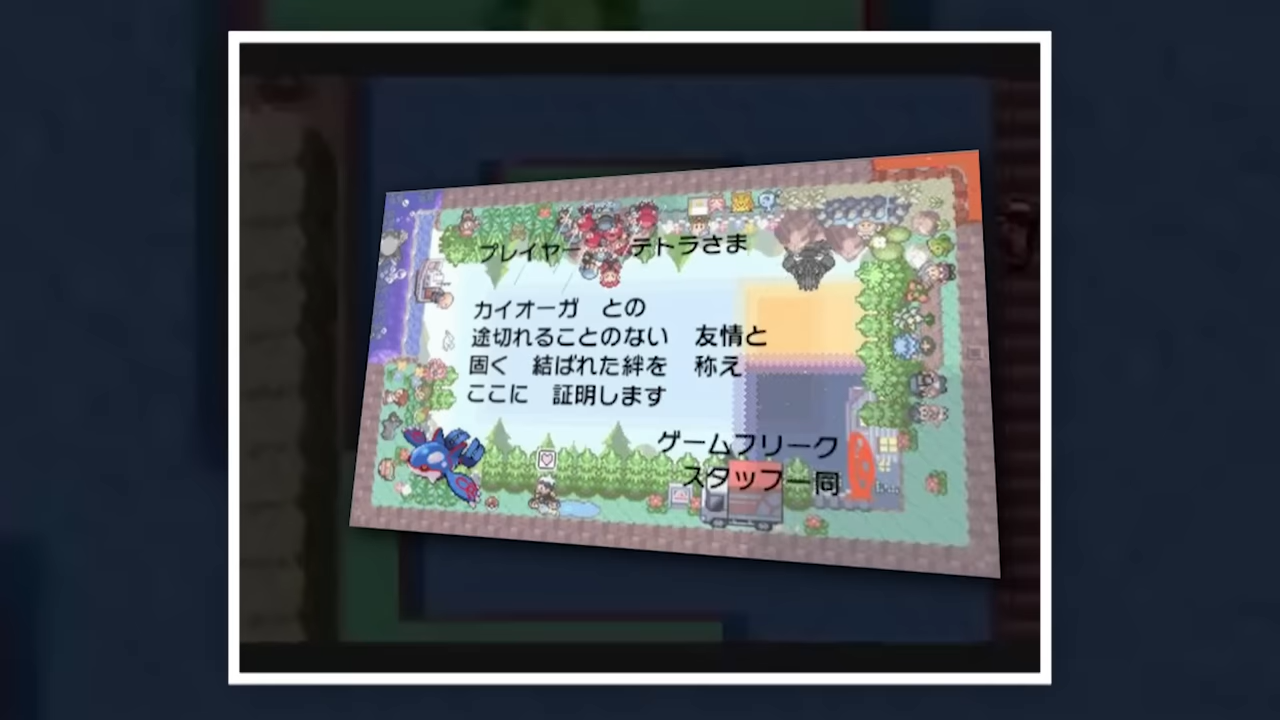 プレイヤー　テトラさま
カイオーガ　との
途切れることのない　友情と
固く　結ばれた絆を　称え
ここに　証明します
ゲームフリーク
スタッフ一同